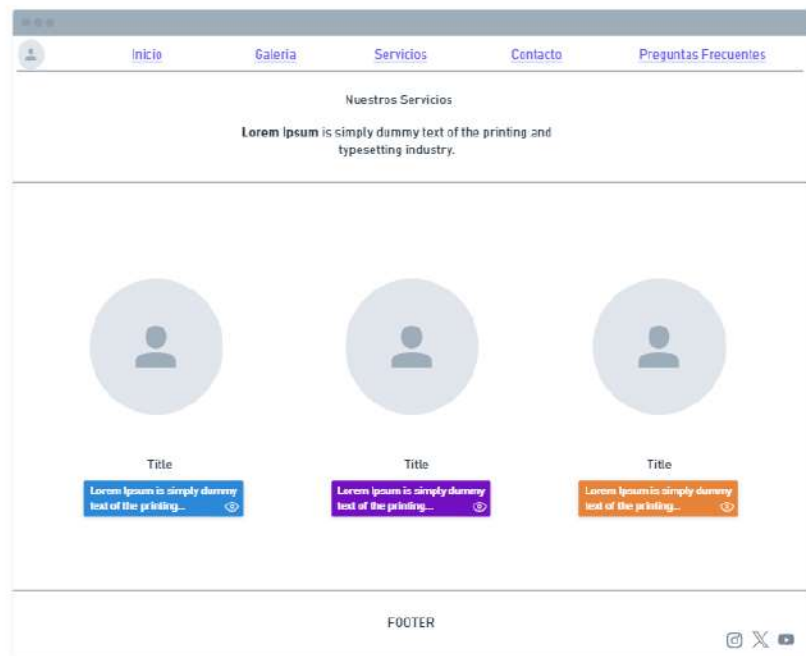 Inicio
Galeria
Servicios
Contacto
Preguntas Frecuentes
Nuestros Servicios
Lorem Ipsum is simply dummy text of the printing and
typesetting industry.
Title
Lorem Ipsum is simply dummy
text of the printing...
Title
Lorem Ipsum is simply dummy
text of the printing...
Title
Lorem Ipsum is simply dummy
text of the printing...
FOOTER